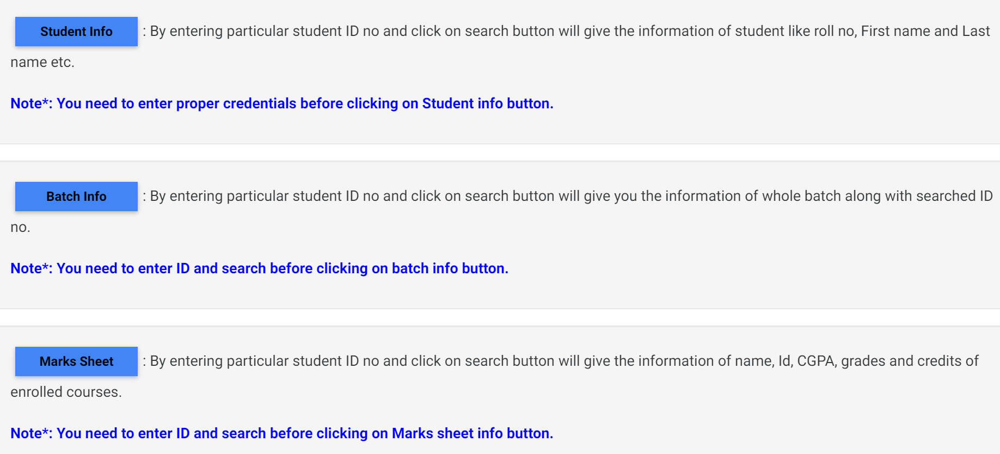 Student Info : By entering particular student ID no and click on search button will give the information of student like roll no, First name and Last
name etc.
Note*: You need to enter proper credentials before clicking on Student info button.
Batch Info : By entering particular student ID no and click on search button will give you the information of whole batch along with searched ID
no.
Note*: You need to enter ID and search before clicking on batch info button.
Marks Sheet : By entering particular student ID no and click on search button will give the information of name, Id, CGPA, grades and credits of
enrolled courses.
Note*: You need to enter ID and search before clicking on Marks sheet info button.